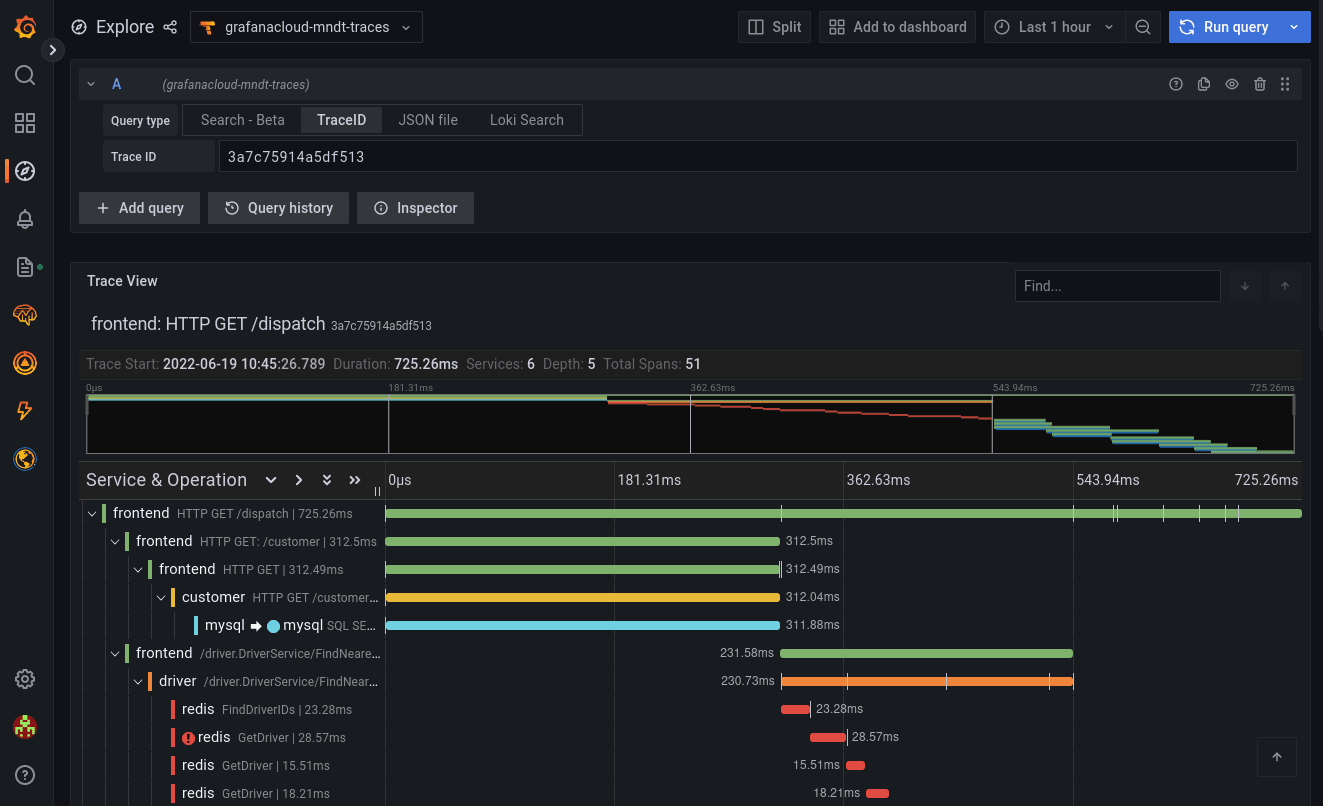 Explore grafanacloud-mndt-traces Split Add to dashboard Last 1 hour Run query
A (grafanacloud-mndt-traces)
Query type Search - Beta TraceID JSON file Loki Search
Trace ID 3a7c75914a5df513
+ Add query Query history Inspector
Trace View Find...
frontend: HTTP GET /dispatch 3a7c75914a5df513
Trace Start: 2022-06-19 10:45:26.789 Duration: 725.26ms Services: 6 Depth: 5 Total Spans: 51
0μs 181.31ms 362.63ms 543.94ms 725.26ms
Service & Operation 0μs 181.31ms 362.63ms 543.94ms 725.26ms
frontend HTTP GET /dispatch | 725.26ms
frontend HTTP GET: /customer | 312.5ms 312.5ms
frontend HTTP GET | 312.49ms 312.49ms
customer HTTP GET /customer... 312.04ms
mysql mysql SQL SE... 311.88ms
frontend /driver.DriverService/FindNeare... 231.58ms
driver /driver.DriverService/FindNear... 230.73ms
redis FindDriverIDs | 23.28ms 23.28ms
redis GetDriver | 28.57ms 28.57ms
redis GetDriver | 15.51ms 15.51ms
redis GetDriver | 18.21ms 18.21ms